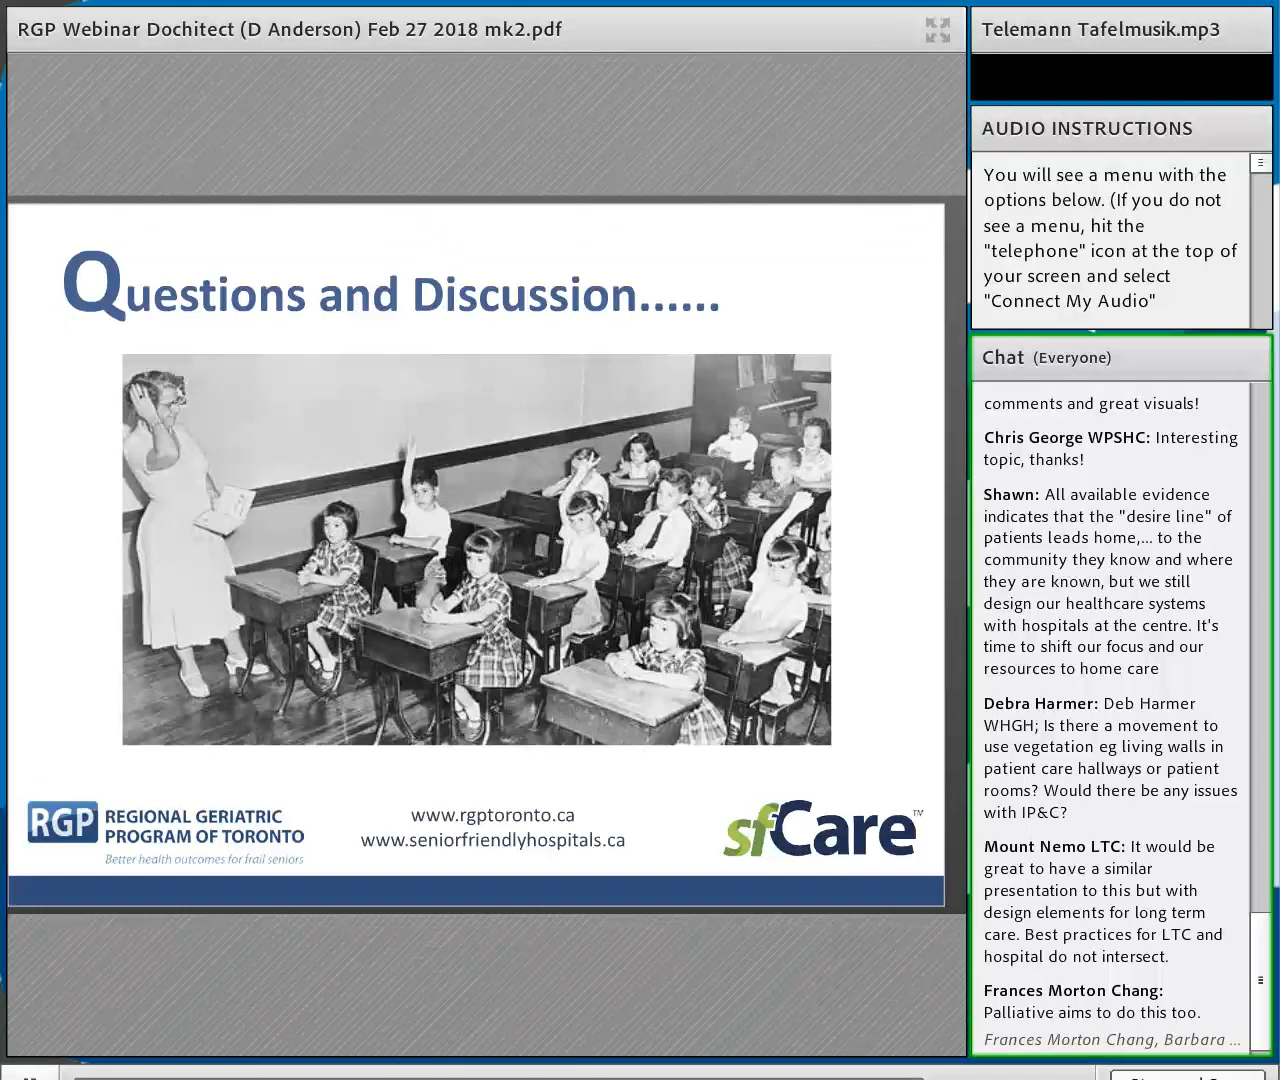 RGP Webinar Dochitect (D Anderson) Feb 27 2018 mk2.pdf
Questions and Discussion......
RGP REGIONAL GERIATRIC
PROGRAM OF TORONTO
Better health outcomes for frail seniors
www.rgptoronto.ca
www.seniorfriendlyhospitals.ca
sfCare™
Telemann Tafelmusik.mp3
AUDIO INSTRUCTIONS
You will see a menu with the
options below. (If you do not
see a menu, hit the
"telephone" icon at the top of
your screen and select
"Connect My Audio"
Chat (Everyone)
comments and great visuals!
Chris George WPSHC: Interesting
topic, thanks!
Shawn: All available evidence
indicates that the "desire line" of
patients leads home,... to the
community they know and where
they are known, but we still
design our healthcare systems
with hospitals at the centre. It's
time to shift our focus and our
resources to home care
Debra Harmer: Deb Harmer
WHGH; Is there a movement to
use vegetation eg living walls in
patient care hallways or patient
rooms? Would there be any issues
with IP&C?
Mount Nemo LTC: It would be
great to have a similar
presentation to this but with
design elements for long term
care. Best practices for LTC and
hospital do not intersect.
Frances Morton Chang:
Palliative aims to do this too.
Frances Morton Chang, Barbara ...